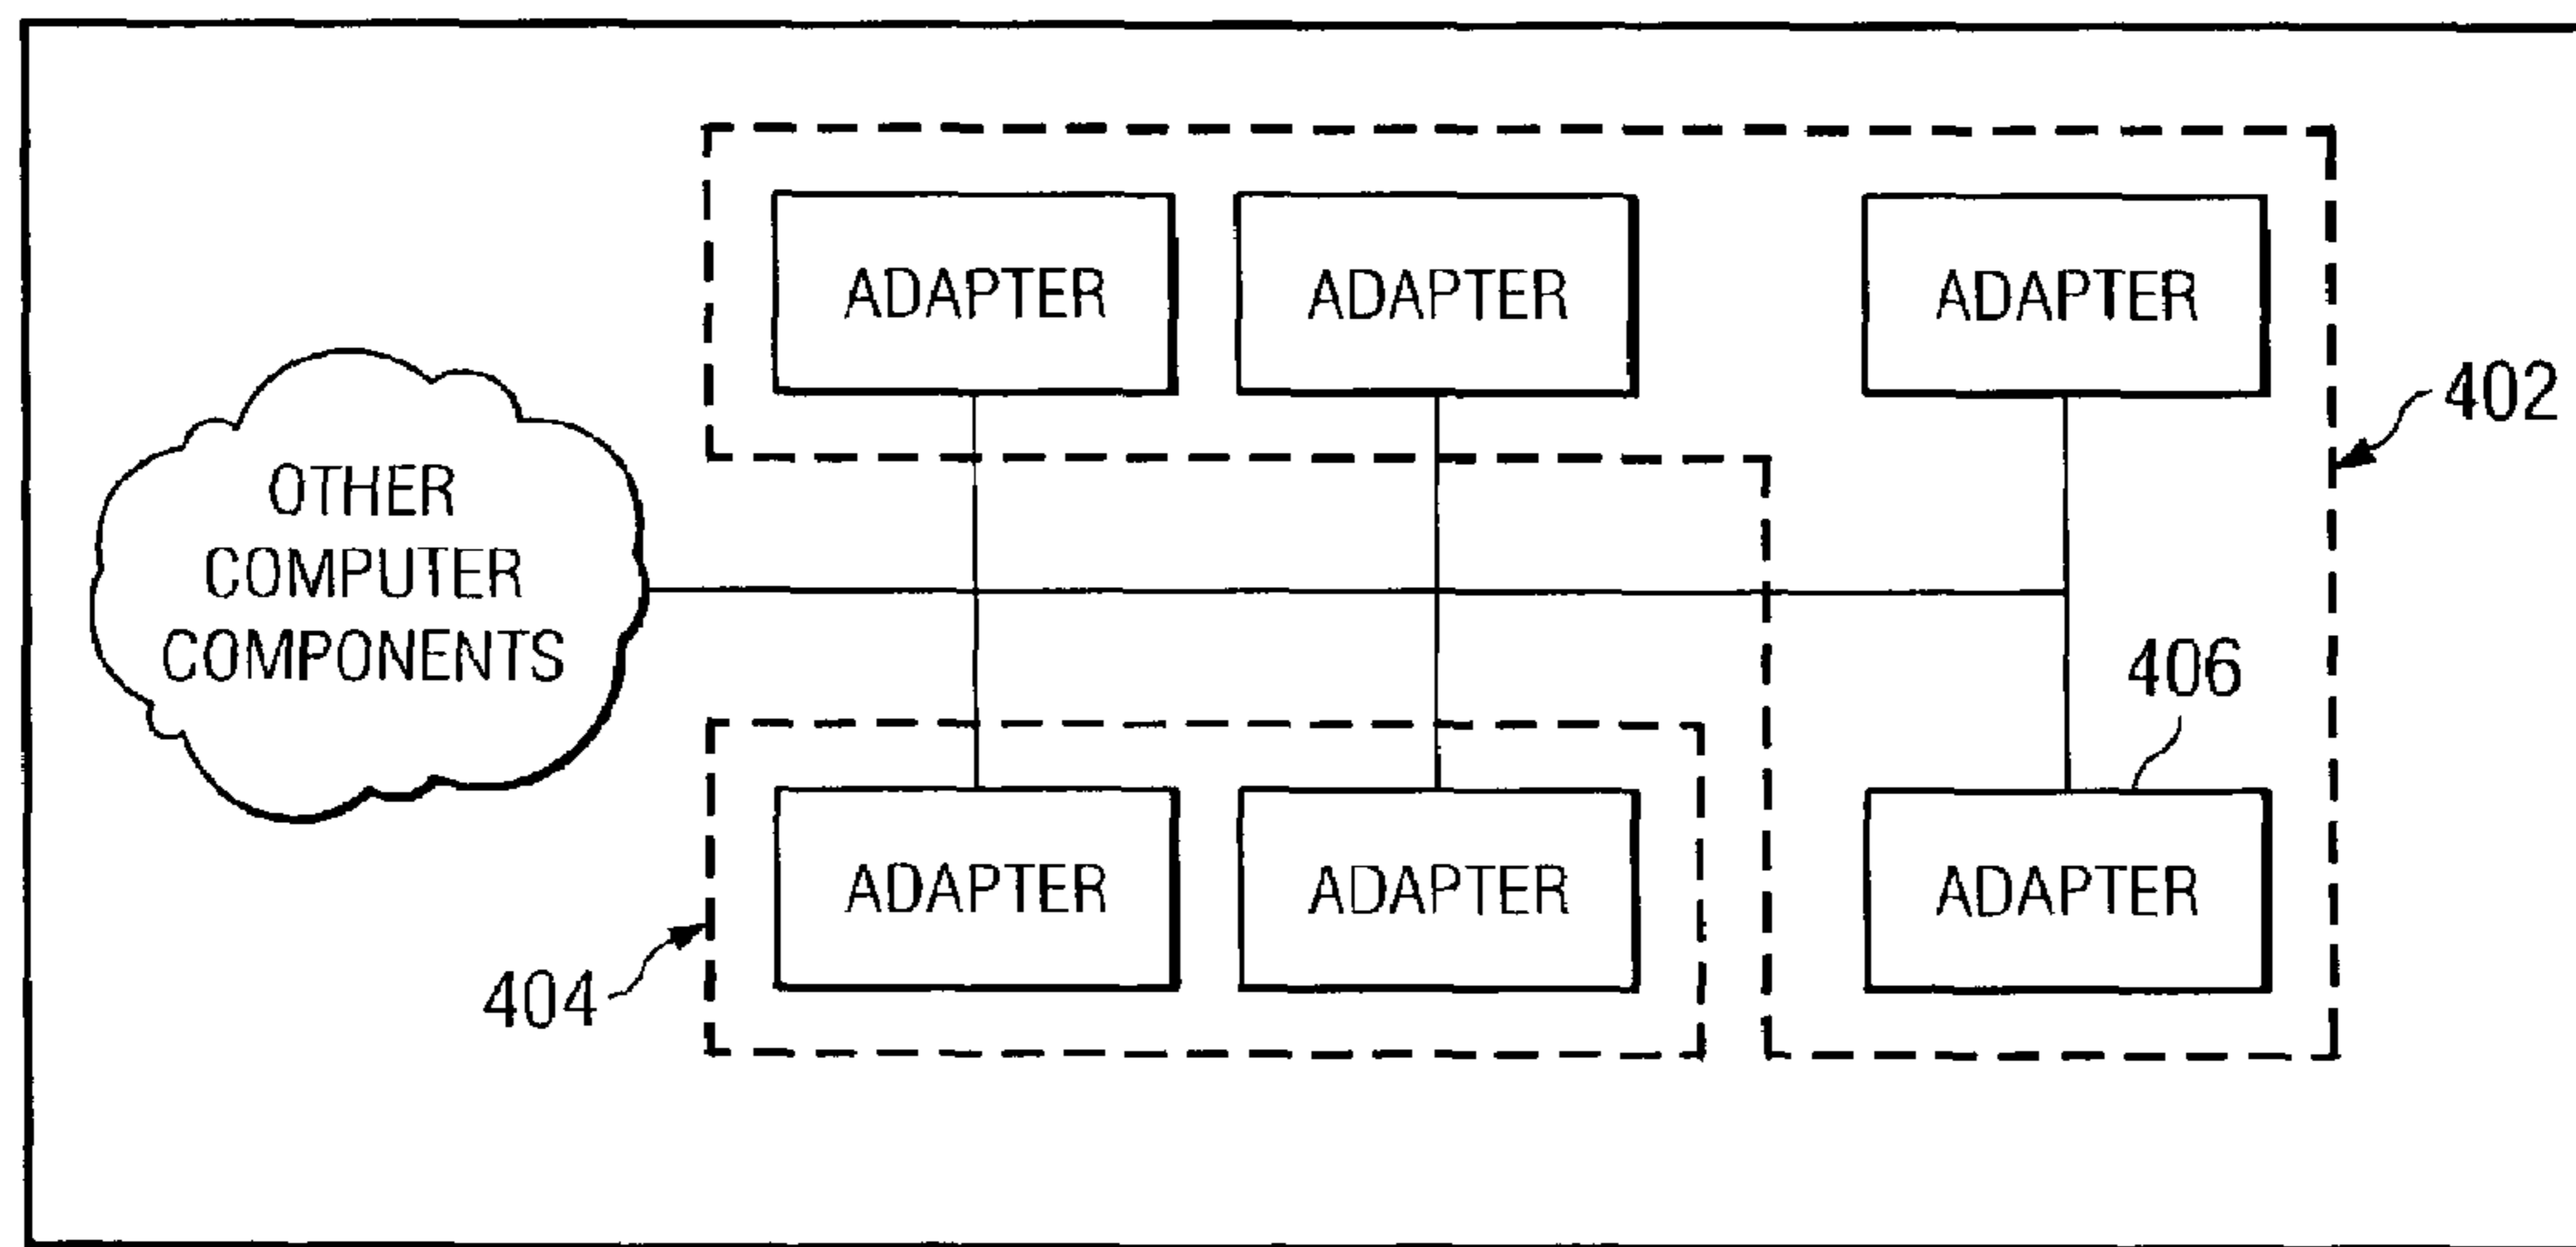 ADAPTER ADAPTER ADAPTER
402
OTHER
COMPUTER
COMPONENTS
406
ADAPTER ADAPTER ADAPTER
404